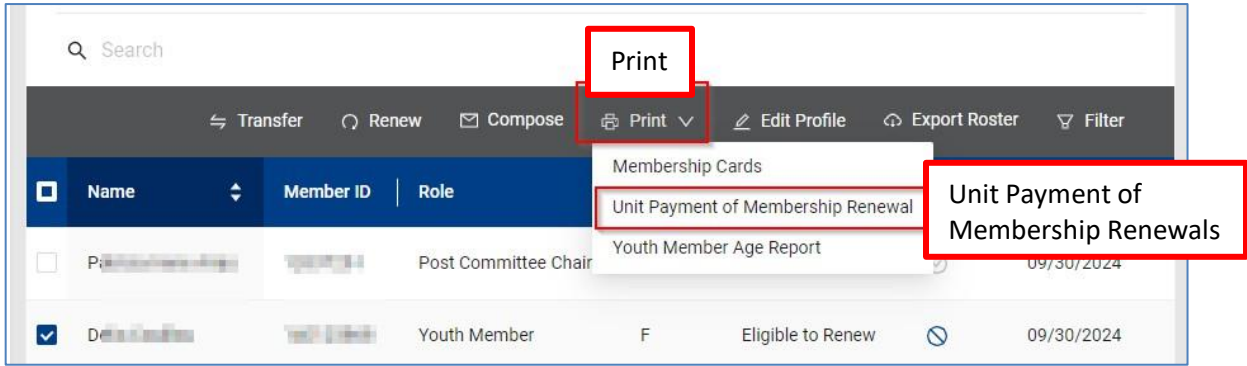 Search
Print
Transfer Renew Compose Print Edit Profile Export Roster Filter
Membership Cards
Name Member ID Role
Unit Payment of Membership Renewal
Unit Payment of
Membership Renewals
Youth Member Age Report
Post Committee Chair 09/30/2024
Youth Member F Eligible to Renew 09/30/2024